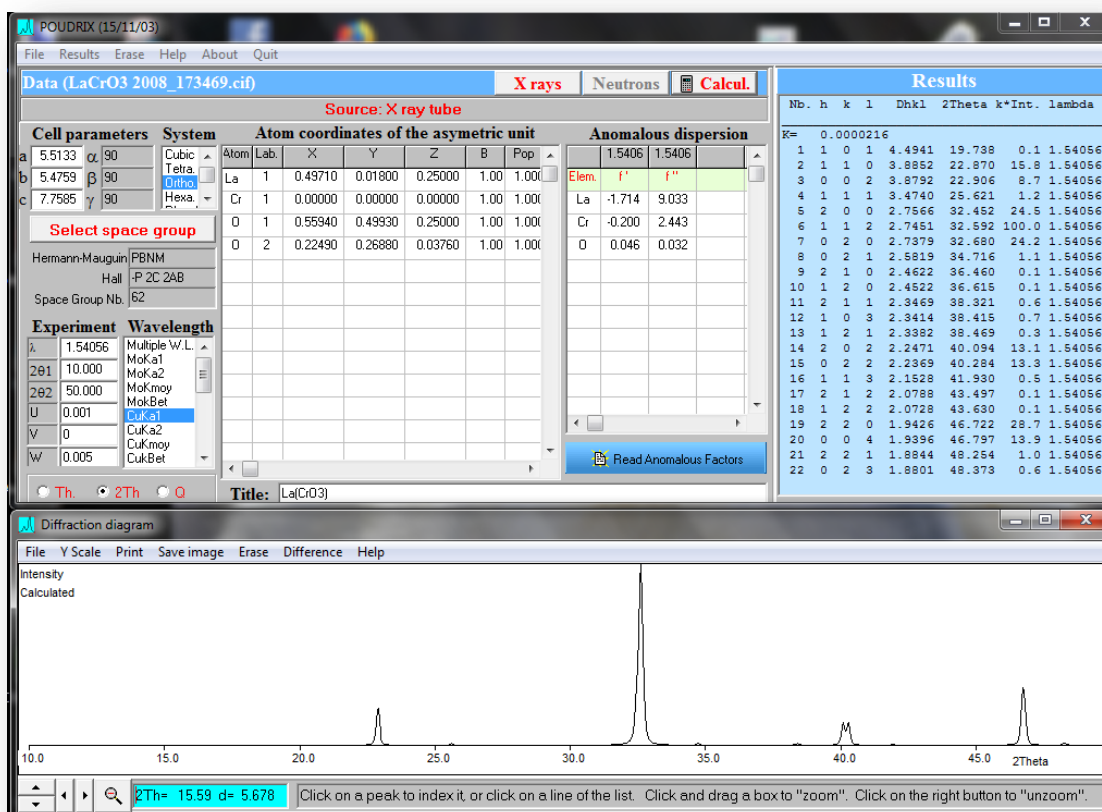 POUDRIX (15/11/03)
File Results Erase Help About Quit
Data (LaCrO3 2008_173469.cif) X rays Neutrons Calcul.
Source: X ray tube
Cell parameters System Atom coordinates of the asymetric unit Anomalous dispersion
a 5.5133 α 90
b 5.4759 β 90
c 7.7585 γ 90
Cubic
Tetra.
Ortho.
Hexa.
Select space group
Hermann-Mauguin PBNM
Hall -P 2C 2AB
Space Group Nb. 62
Experiment Wavelength
λ 1.54056
2θ1 10.000
2θ2 50.000
U 0.001
V 0
W 0.005
Multiple W.L.
MoKa1
MoKa2
MoKmoy
MokBet
CuKa1
CuKa2
CuKmoy
CukBet
Th. 2Th Q
Atom Lab. X Y Z B Pop
La 1 0.49710 0.01800 0.25000 1.00 1.00
Cr 1 0.00000 0.00000 0.00000 1.00 1.00
O 1 0.55940 0.49930 0.25000 1.00 1.00
O 2 0.22490 0.26880 0.03760 1.00 1.00
1.5406 1.5406
Elem. f ' f ''
La -1.714 9.033
Cr -0.200 2.443
O 0.046 0.032
Read Anomalous Factors
Title: La(CrO3)
Results
Nb. h k l Dhkl 2Theta k*Int. lambda
K= 0.0000216
1 1 0 1 4.4941 19.738 0.1 1.54056
2 1 1 0 3.8852 22.870 15.8 1.54056
3 0 0 2 3.8792 22.906 8.7 1.54056
4 1 1 1 3.4740 25.621 1.2 1.54056
5 2 0 0 2.7566 32.452 24.5 1.54056
6 1 1 2 2.7451 32.592 100.0 1.54056
7 0 2 0 2.7379 32.680 24.2 1.54056
8 0 2 1 2.5819 34.716 1.1 1.54056
9 2 1 0 2.4622 36.460 0.1 1.54056
10 1 2 0 2.4522 36.615 0.1 1.54056
11 2 1 1 2.3469 38.321 0.6 1.54056
12 1 0 3 2.3414 38.415 0.7 1.54056
13 1 2 1 2.3382 38.469 0.3 1.54056
14 2 0 2 2.2471 40.094 13.1 1.54056
15 0 2 2 2.2369 40.284 13.3 1.54056
16 1 1 3 2.1528 41.930 0.5 1.54056
17 2 1 2 2.0788 43.497 0.1 1.54056
18 1 2 2 2.0728 43.630 0.1 1.54056
19 2 2 0 1.9426 46.722 28.7 1.54056
20 0 0 4 1.9396 46.797 13.9 1.54056
21 2 2 1 1.8844 48.254 1.0 1.54056
22 0 2 3 1.8801 48.373 0.6 1.54056
Diffraction diagram
File Y Scale Print Save image Erase Difference Help
Intensity
Calculated
10.0 15.0 20.0 25.0 30.0 35.0 40.0 45.0 2Theta
2Th= 15.59 d= 5.678 Click on a peak to index it, or click on a line of the list. Click and drag a box to "zoom". Click on the right button to "unzoom".